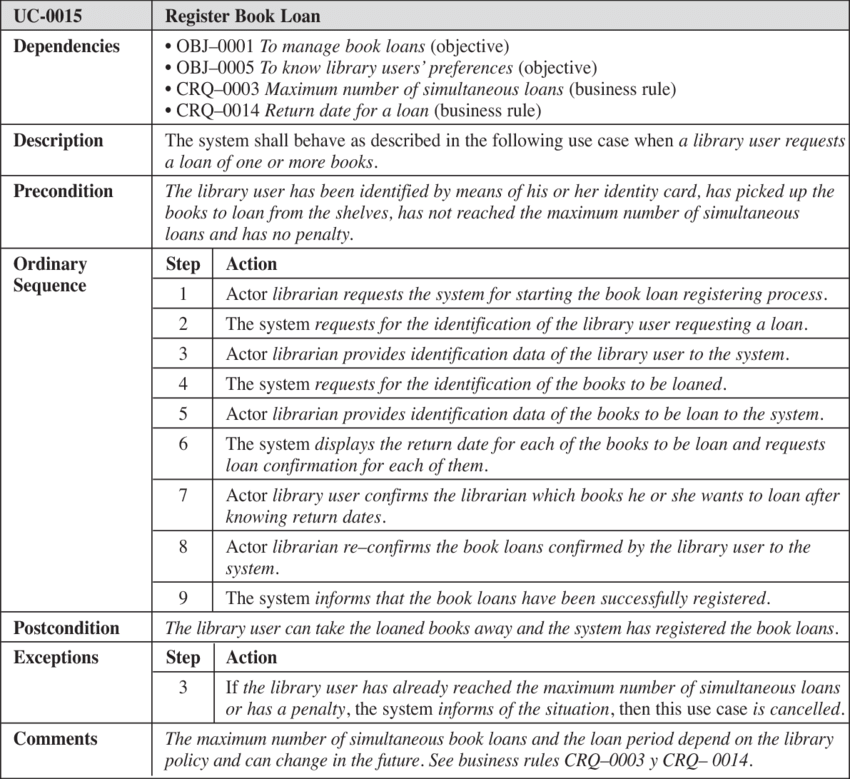 UC-0015 Register Book Loan
Dependencies • OBJ–0001 To manage book loans (objective)
• OBJ–0005 To know library users’ preferences (objective)
• CRQ–0003 Maximum number of simultaneous loans (business rule)
• CRQ–0014 Return date for a loan (business rule)
Description The system shall behave as described in the following use case when a library user requests
a loan of one or more books.
Precondition The library user has been identified by means of his or her identity card, has picked up the
books to loan from the shelves, has not reached the maximum number of simultaneous
loans and has no penalty.
Ordinary Step Action
Sequence
1 Actor librarian requests the system for starting the book loan registering process.
2 The system requests for the identification of the library user requesting a loan.
3 Actor librarian provides identification data of the library user to the system.
4 The system requests for the identification of the books to be loaned.
5 Actor librarian provides identification data of the books to be loan to the system.
6 The system displays the return date for each of the books to be loan and requests
loan confirmation for each of them.
7 Actor library user confirms the librarian which books he or she wants to loan after
knowing return dates.
8 Actor librarian re–confirms the book loans confirmed by the library user to the
system.
9 The system informs that the book loans have been successfully registered.
Postcondition The library user can take the loaned books away and the system has registered the book loans.
Exceptions Step Action
3 If the library user has already reached the maximum number of simultaneous loans
or has a penalty, the system informs of the situation, then this use case is cancelled.
Comments The maximum number of simultaneous book loans and the loan period depend on the library
policy and can change in the future. See business rules CRQ–0003 y CRQ– 0014.